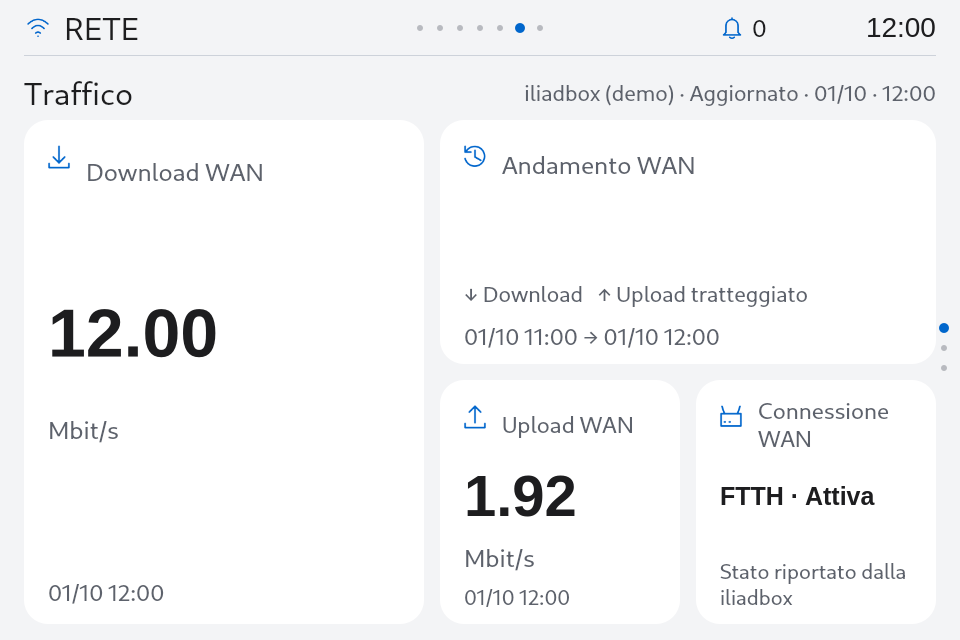 RETE
0
12:00
Traffico
iliadbox (demo) · Aggiornato · 01/10 · 12:00
Download WAN
12.00
Mbit/s
01/10 12:00
Andamento WAN
↓ Download ↑ Upload tratteggiato
01/10 11:00 → 01/10 12:00
Upload WAN
1.92
Mbit/s
01/10 12:00
Connessione
WAN
FTTH · Attiva
Stato riportato dalla
iliadbox